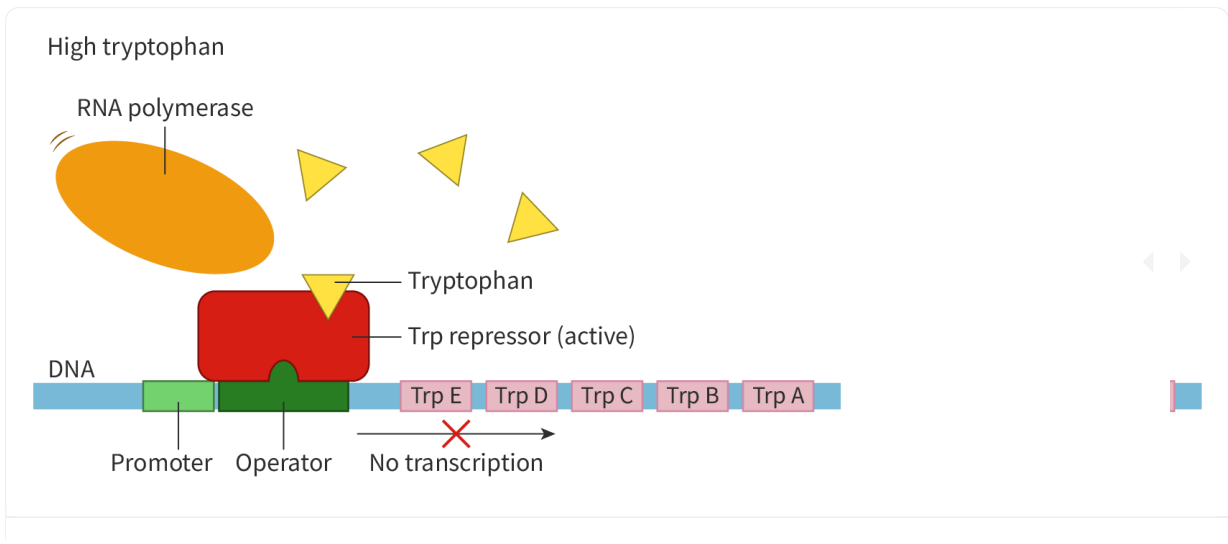 High tryptophan
RNA polymerase
Tryptophan
Trp repressor (active)
DNA
Trp E Trp D Trp C Trp B Trp A
Promoter Operator No transcription